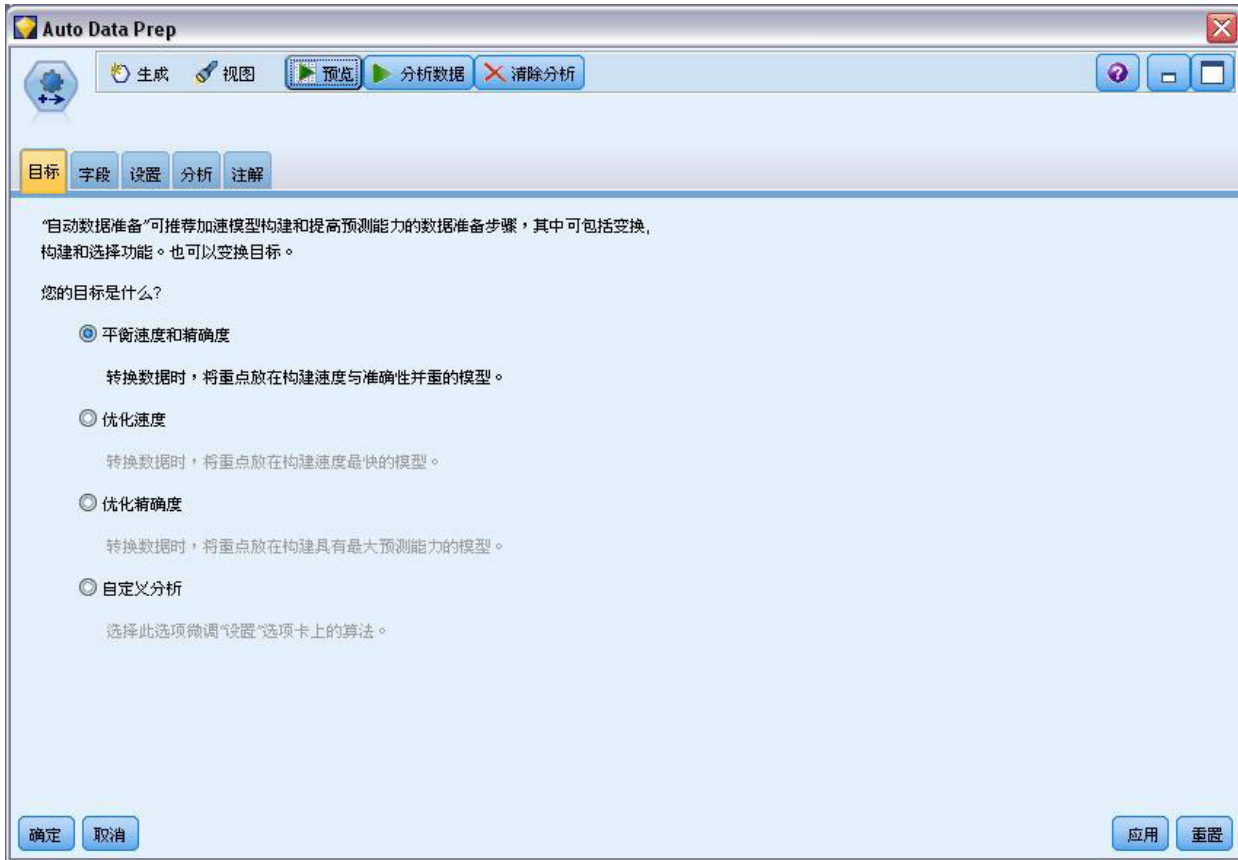 Auto Data Prep
生成 视图 预览 分析数据 清除分析
目标 字段 设置 分析 注解
“自动数据准备”可推荐加速模型构建和提高预测能力的数据准备步骤，其中可包括变换,
构建和选择功能。也可以变换目标。
您的目标是什么?
平衡速度和精确度
转换数据时，将重点放在构建速度与准确性并重的模型。
优化速度
转换数据时，将重点放在构建速度最快的模型。
优化精确度
转换数据时，将重点放在构建具有最大预测能力的模型。
自定义分析
选择此选项微调“设置”选项卡上的算法。
确定 取消 应用 重置